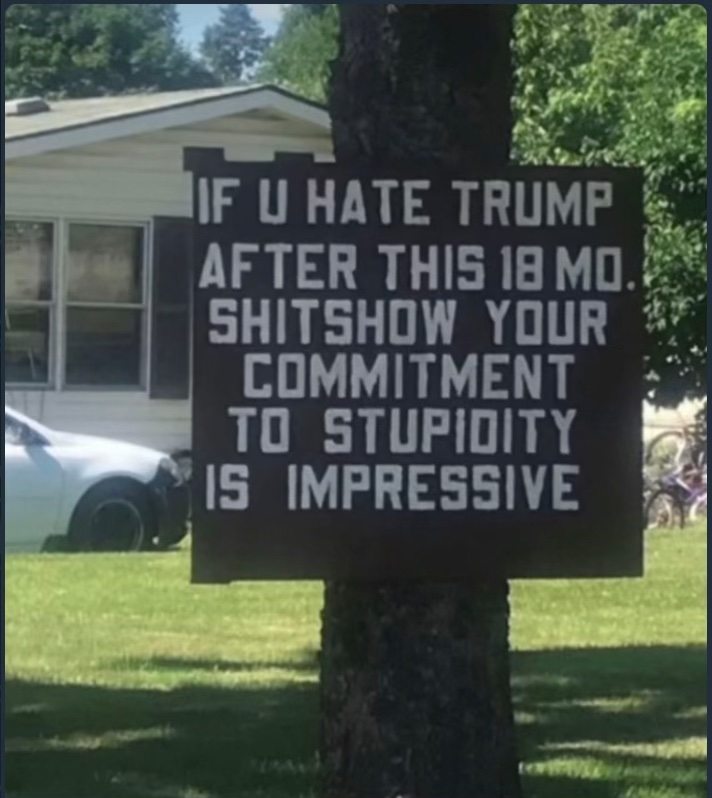 IF U HATE TRUMP
AFTER THIS 18 MO.
SHITSHOW YOUR
COMMITMENT
TO STUPIDITY
IS IMPRESSIVE